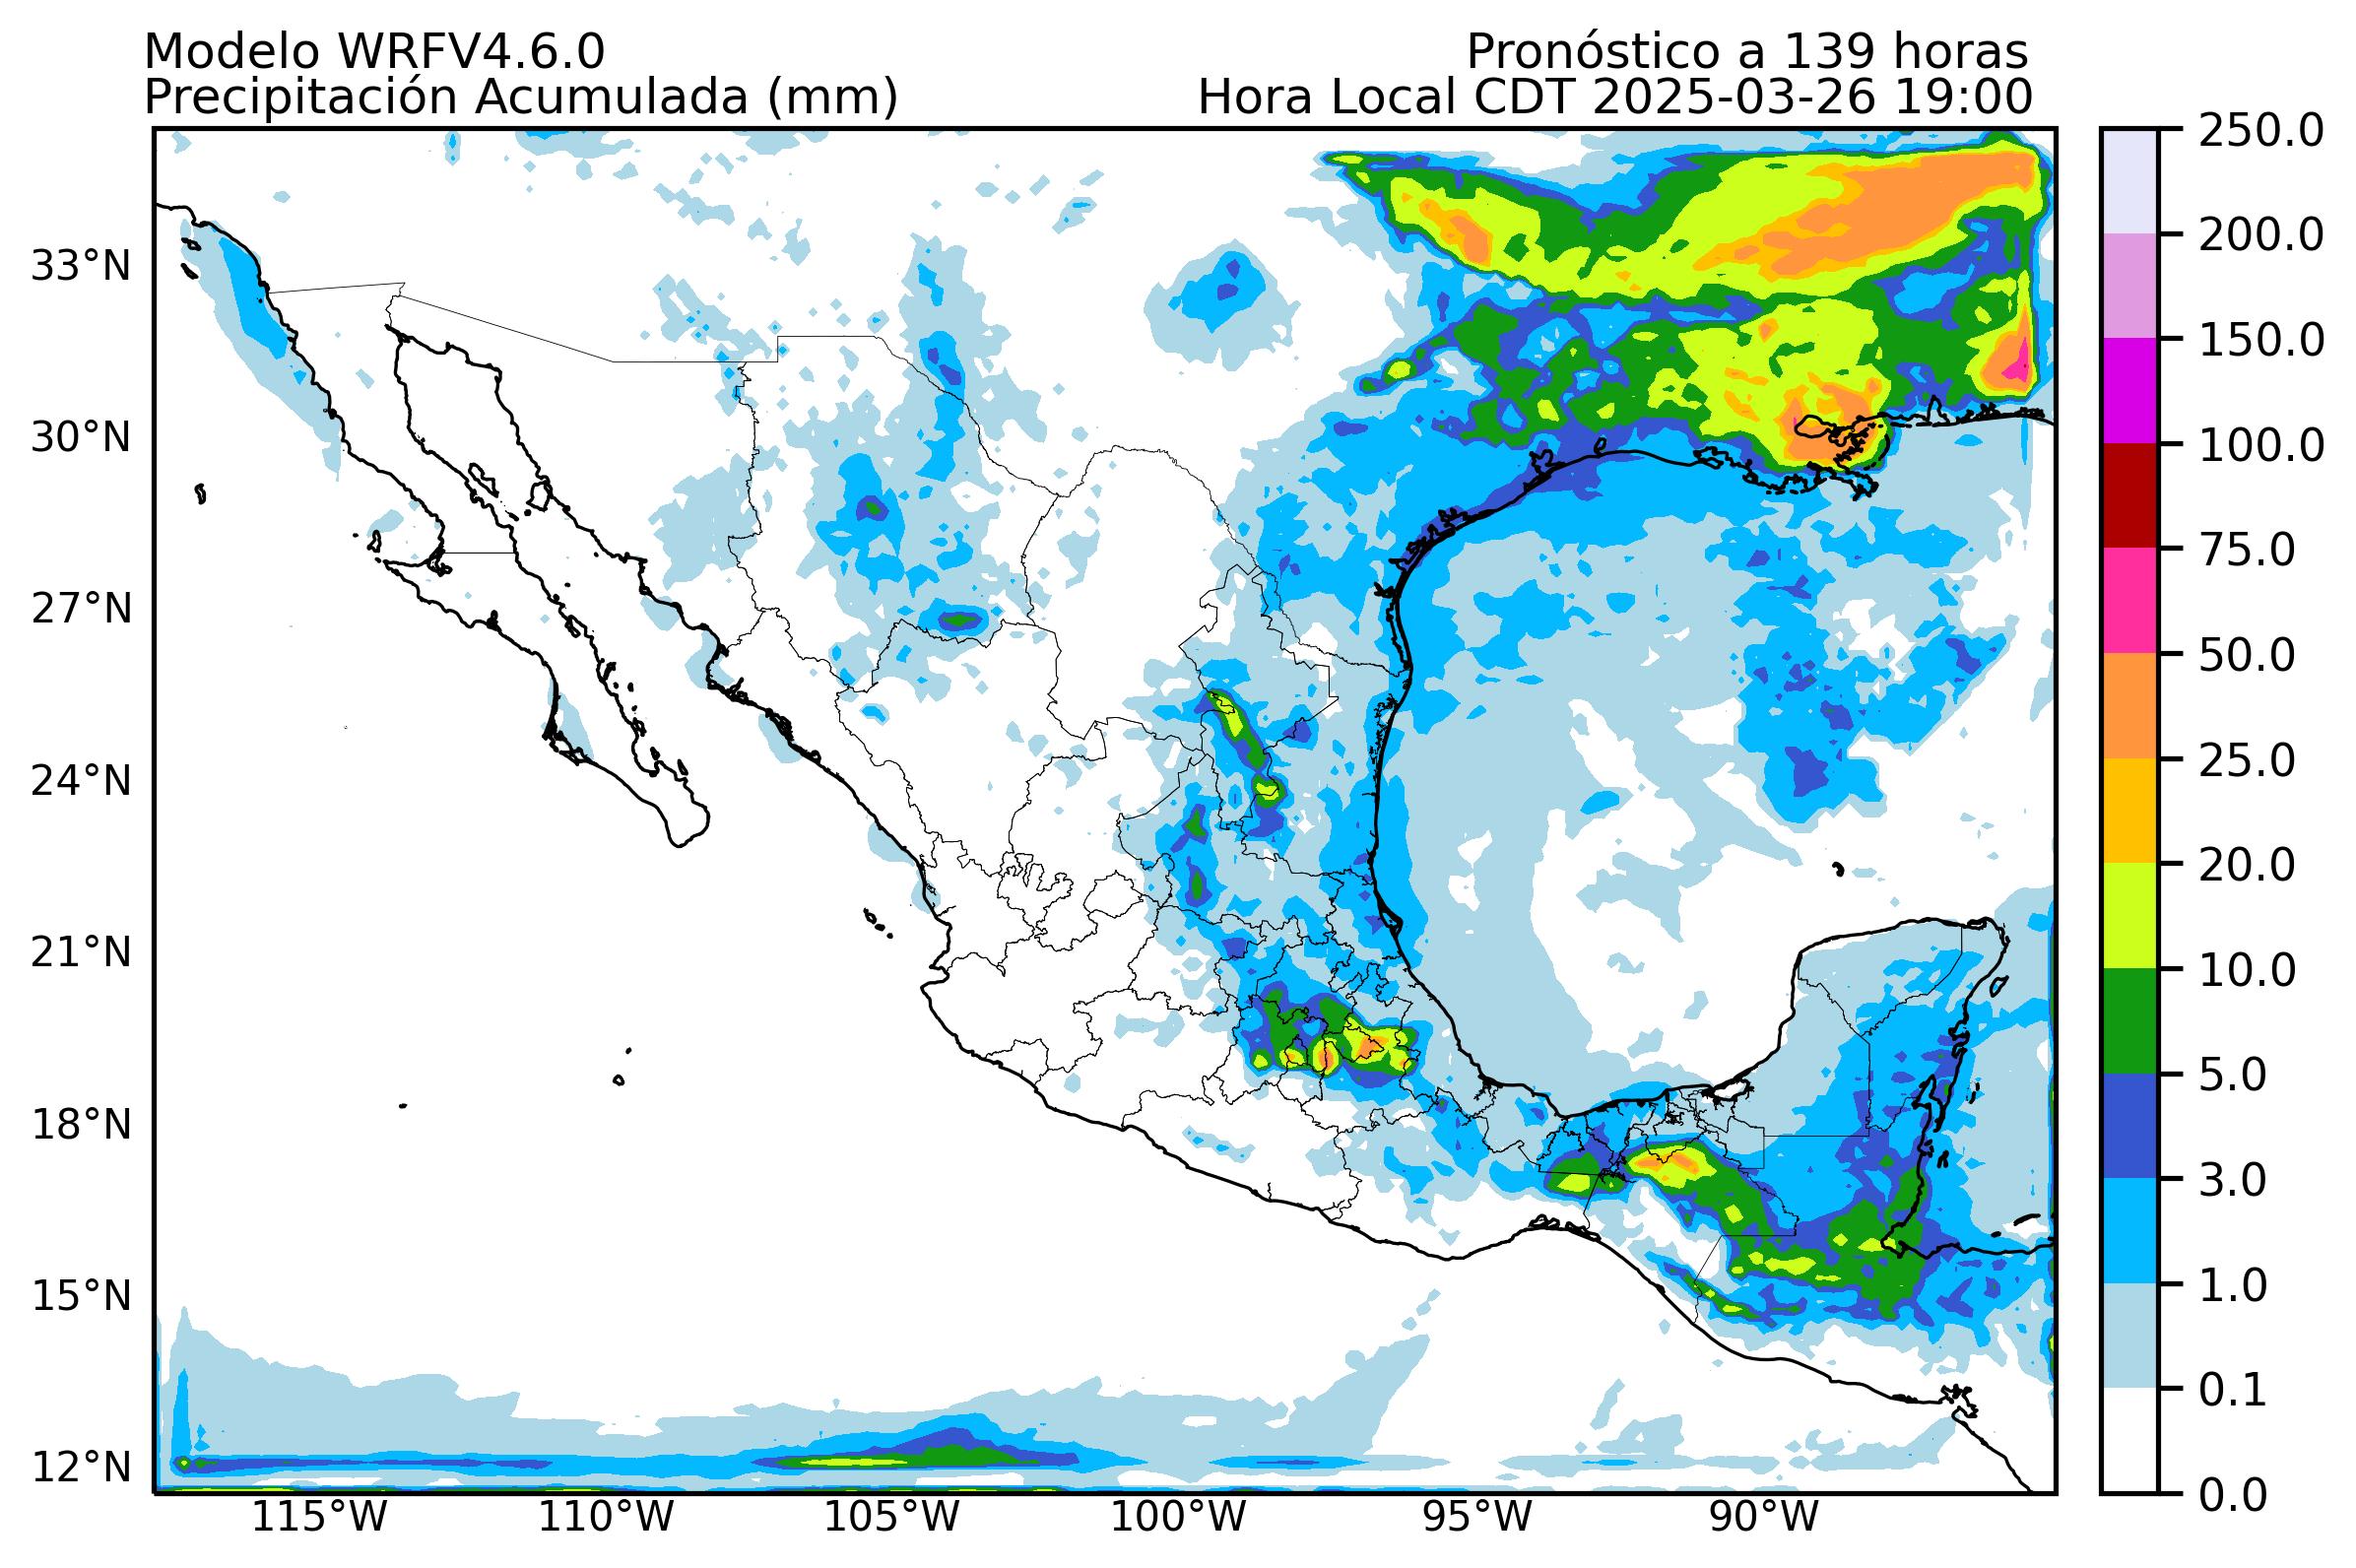 Modelo WRFV4.6.0
Pronóstico a 139 horas
Precipitación Acumulada (mm)
Hora Local CDT 2025-03-26 19:00
33°N
30°N
27°N
24°N
21°N
18°N
15°N
12°N
115°W
110°W
105°W
100°W
95°W
90°W
250.0
200.0
150.0
100.0
75.0
50.0
25.0
20.0
10.0
5.0
3.0
1.0
0.1
0.0